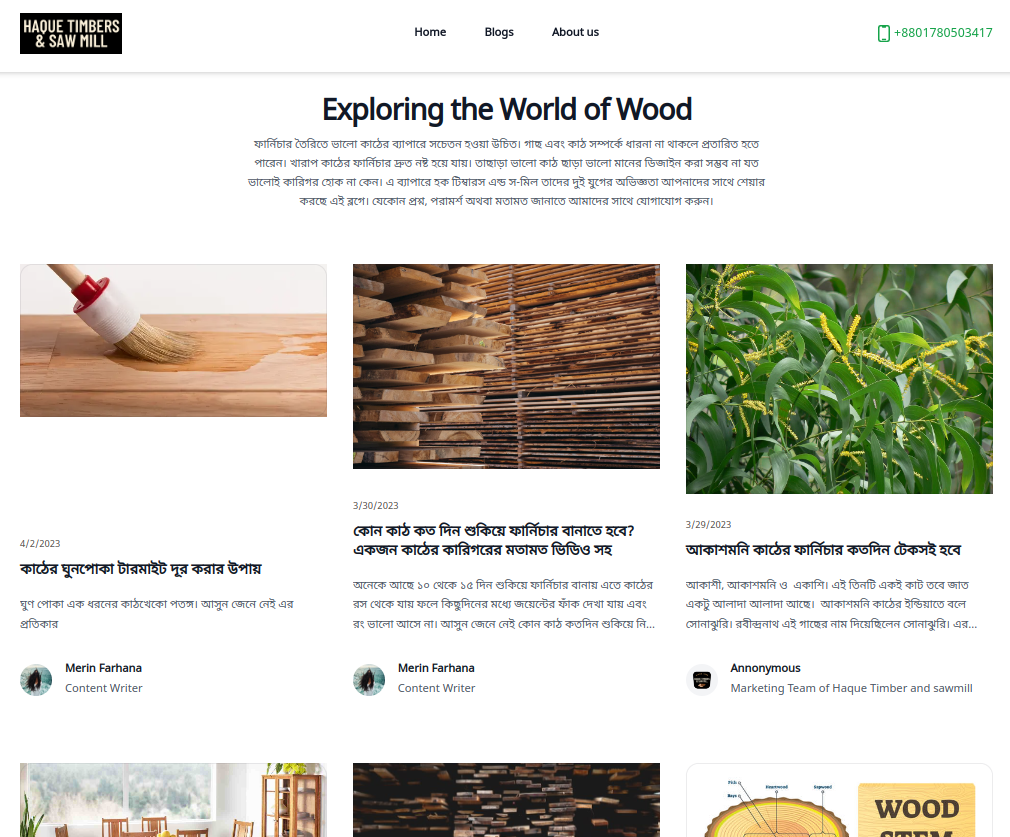 HAQUE TIMBERS
& SAW MILL
Home
Blogs
About us
+8801780503417
Exploring the World of Wood
ফার্নিচার তৈরিতে ভালো কাঠের ব্যাপারে সচেতন হওয়া উচিত। গাছ এবং কাঠ সম্পর্কে ধারনা না থাকলে প্রতারিত হতে
পারেন। খারাপ কাঠের ফার্নিচার দ্রুত নষ্ট হয়ে যায়। তাছাড়া ভালো কাঠ ছাড়া ভালো মানের ডিজাইন করা সম্ভব না যত
ভালোই কারিগর হোক না কেন। এ ব্যাপারে হক টিম্বারস এন্ড স-মিল তাদের দুই যুগের অভিজ্ঞতা আপনাদের সাথে শেয়ার
করছে এই ব্লগে। যেকোন প্রশ্ন, পরামর্শ অথবা মতামত জানাতে আমাদের সাথে যোগাযোগ করুন।
4/2/2023
কাঠের ঘুনপোকা টারমাইট দূর করার উপায়
ঘুণ পোকা এক ধরনের কাঠখেকো পতঙ্গ। আসুন জেনে নেই এর
প্রতিকার
Merin Farhana
Content Writer
3/30/2023
কোন কাঠ কত দিন শুকিয়ে ফার্নিচার বানাতে হবে?
একজন কাঠের কারিগরের মতামত ভিডিও সহ
অনেকে আছে ১০ থেকে ১৫ দিন শুকিয়ে ফার্নিচার বানায় এতে কাঠের
রস থেকে যায় ফলে কিছুদিনের মধ্যে জয়েন্টের ফাঁক দেখা যায় এবং
রং ভালো আসে না। আসুন জেনে নেই কোন কাঠ কতদিন শুকিয়ে নি...
Merin Farhana
Content Writer
3/29/2023
আকাশমনি কাঠের ফার্নিচার কতদিন টেকসই হবে
আকাশী, আকাশমনি ও একাশি। এই তিনটি একই কাট তবে জাত
একটু আলাদা আলাদা আছে। আকাশমনি কাঠের ইন্ডিয়াতে বলে
সোনাঝুরি। রবীন্দ্রনাথ এই গাছের নাম দিয়েছিলেন সোনাঝুরি। এর...
Annonymous
Marketing Team of Haque Timber and sawmill
Pith
Rays
Heartwood
Sapwood
WOOD
STEM